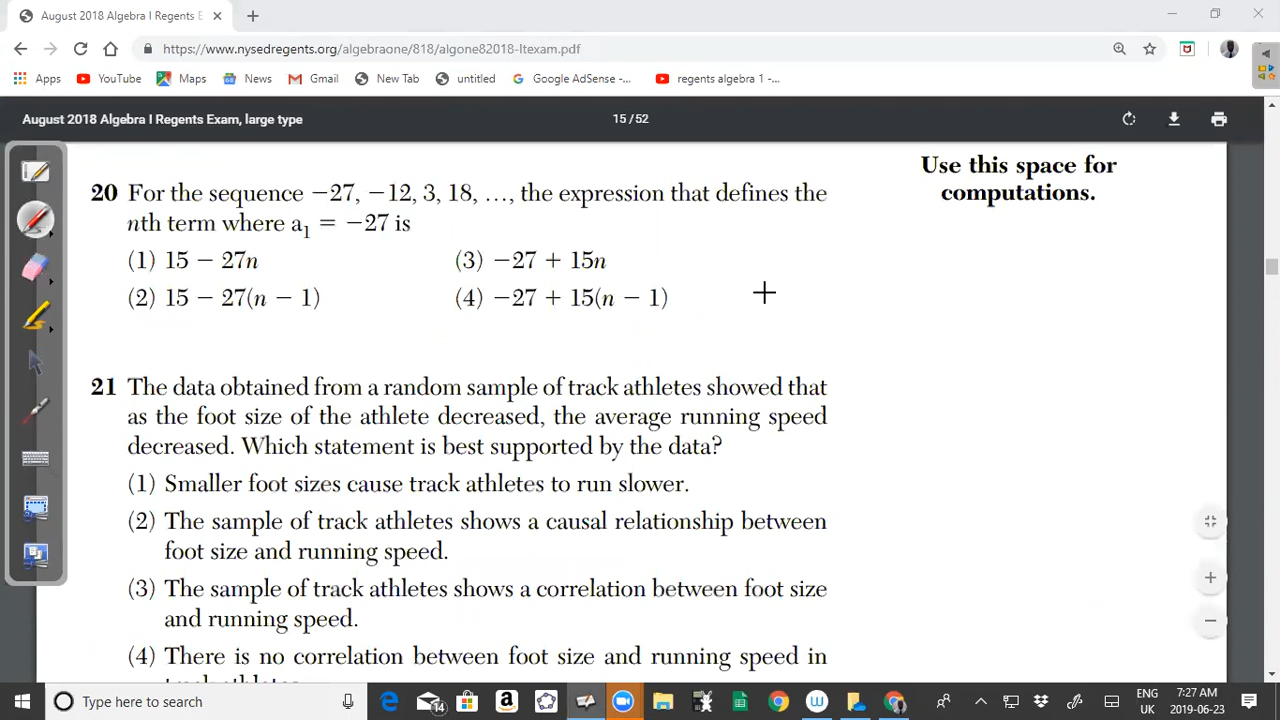 August 2018 Algebra I Regents E
https://www.nysedregents.org/algebraone/818/algone82018-ltexam.pdf
Apps YouTube Maps News Gmail New Tab untitled Google AdSense -... regents algebra 1 -...
August 2018 Algebra I Regents Exam, large type 15 / 52
Use this space for
computations.
20 For the sequence −27, −12, 3, 18, …, the expression that defines the
nth term where a₁ = −27 is
(1) 15 − 27n (3) −27 + 15n
(2) 15 − 27(n − 1) (4) −27 + 15(n − 1)
21 The data obtained from a random sample of track athletes showed that
as the foot size of the athlete decreased, the average running speed
decreased. Which statement is best supported by the data?
(1) Smaller foot sizes cause track athletes to run slower.
(2) The sample of track athletes shows a causal relationship between
foot size and running speed.
(3) The sample of track athletes shows a correlation between foot size
and running speed.
(4) There is no correlation between foot size and running speed in
track athletes.
Type here to search
14
ENG
UK
7:27 AM
2019-06-23